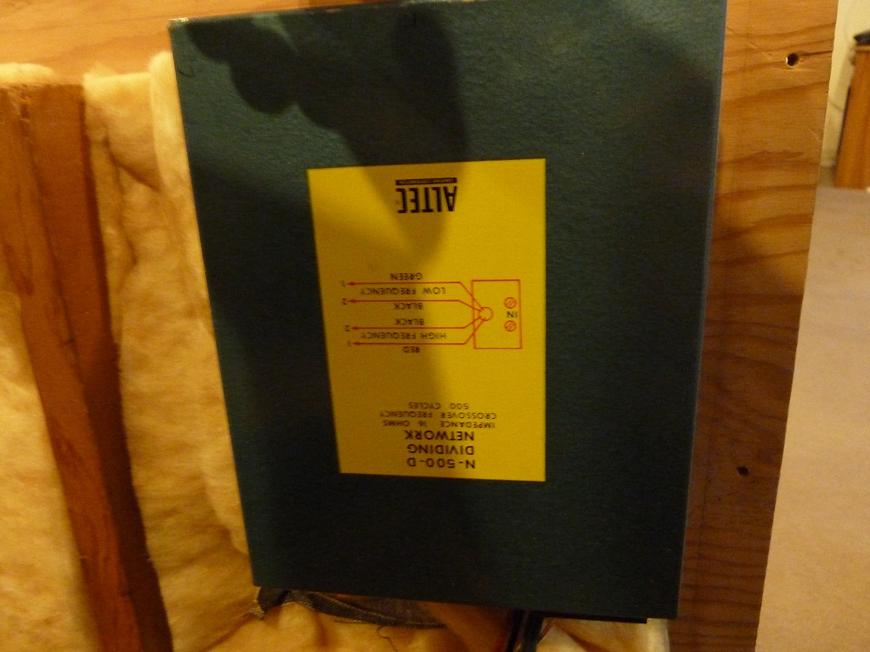 N-500-D
DIVIDING
NETWORK
IMPEDANCE 16 OHMS
CROSSOVER FREQUENCY
500 CYCLES
RED
1
HIGH FREQUENCY
2
BLACK
IN
BLACK
2
LOW FREQUENCY
1
GREEN
ALTEC